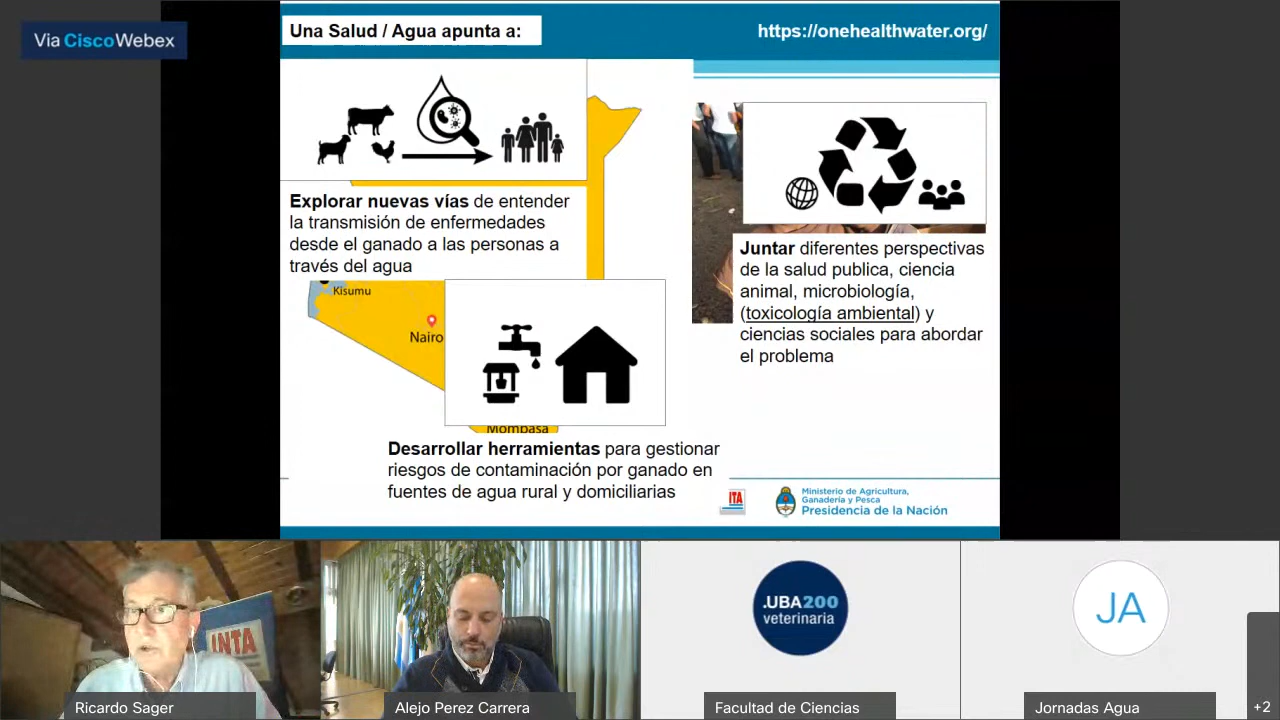 Via Cisco Webex
Una Salud / Agua apunta a:
https://onehealthwater.org/
Explorar nuevas vías de entender
la transmisión de enfermedades
desde el ganado a las personas a
través del agua
Juntar diferentes perspectivas
de la salud publica, ciencia
animal, microbiología,
(toxicología ambiental) y
ciencias sociales para abordar
el problema
Kisumu
Nairo
Mombasa
Desarrollar herramientas para gestionar
riesgos de contaminación por ganado en
fuentes de agua rural y domiciliarias
ITA
Ministerio de Agricultura,
Ganadería y Pesca
Presidencia de la Nación
INTA
.UBA200
veterinaria
JA
Ricardo Sager
Alejo Perez Carrera
Facultad de Ciencias
Jornadas Agua
+2